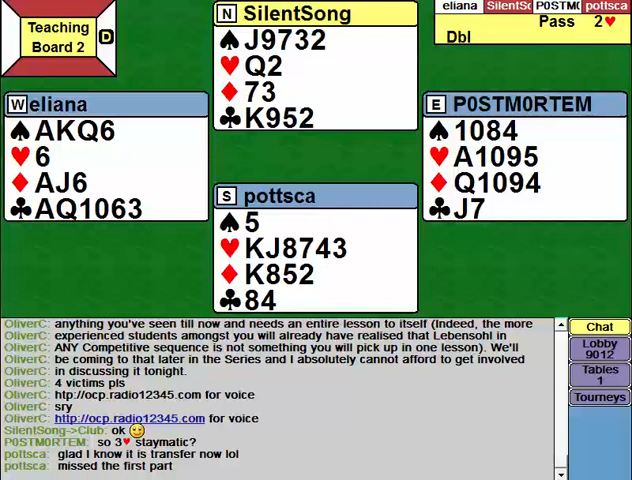 Teaching
Board 2
D
N SilentSong
♠J9732
♥Q2
♦73
♣K952
eliana SilentSo P0STM0 pottsca
Pass 2♥
Dbl
W eliana
♠AKQ6
♥6
♦AJ6
♣AQ1063
E P0STM0RTEM
♠1084
♥A1095
♦Q1094
♣J7
S pottsca
♠5
♥KJ8743
♦K852
♣84
OliverC: anything you've seen till now and needs an entire lesson to itself (Indeed, the more
OliverC: experienced students amongst you will already have realised that Lebensohl in
OliverC: ANY Competitive sequence is not something you will pick up in one lesson). We'll
OliverC: be coming to that later in the Series and I absolutely cannot afford to get involved
OliverC: in discussing it tonight.
OliverC: 4 victims pls
OliverC: htp://ocp.radio12345.com for voice
OliverC: sry
OliverC: http://ocp.radio12345.com for voice
SilentSong->Club: ok
P0STM0RTEM: so 3♥ staymatic?
pottsca: glad I know it is transfer now lol
pottsca: missed the first part
Chat
Lobby
9012
Tables
1
Tourneys